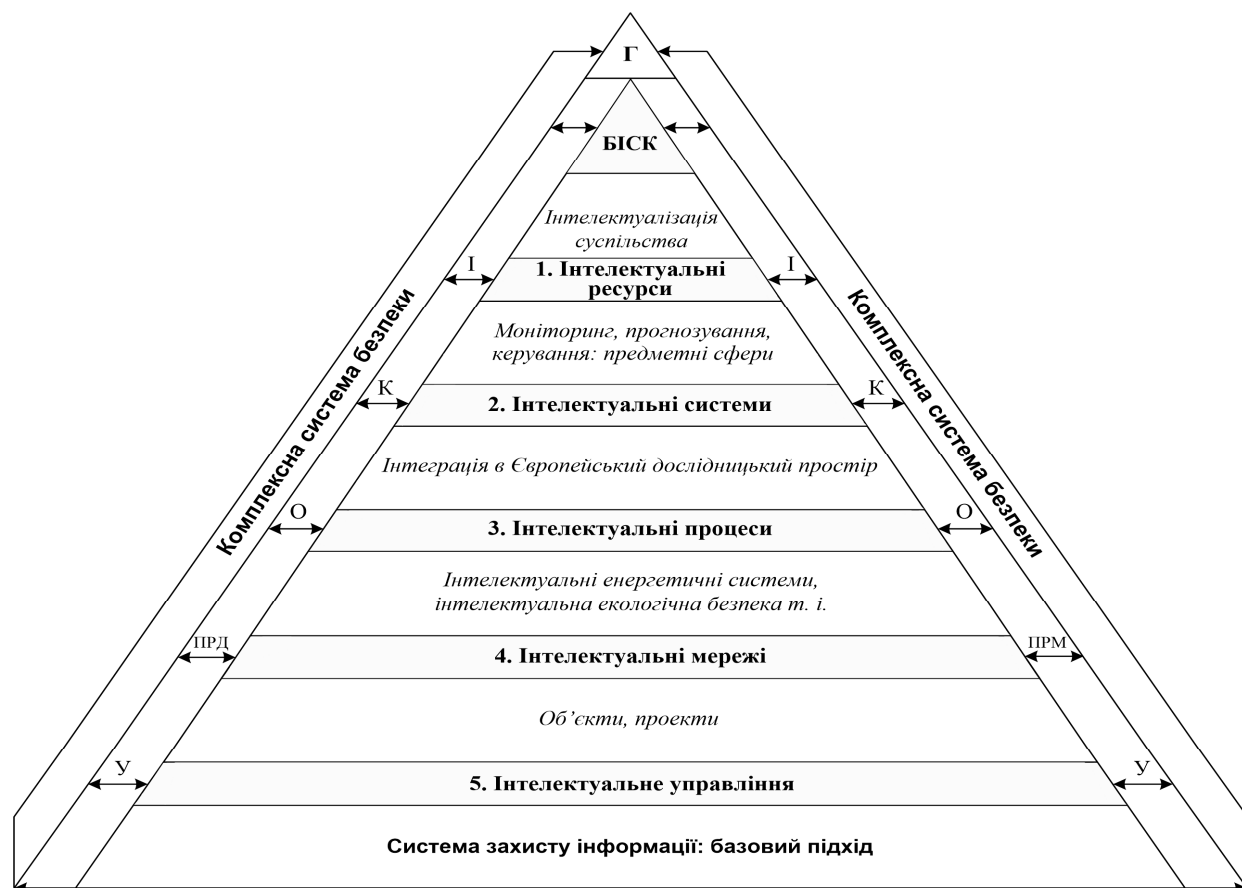 Г
БІСК
Інтелектуалізація
суспільства
І
1. Інтелектуальні
ресурси
І
Комплексна система безпеки
Комплексна система безпеки
Моніторинг, прогнозування,
керування: предметні сфери
К
2. Інтелектуальні системи
К
Інтеграція в Європейський дослідницький простір
О
3. Інтелектуальні процеси
О
Інтелектуальні енергетичні системи,
інтелектуальна екологічна безпека т. і.
ПРД
4. Інтелектуальні мережі
ПРМ
Об’єкти, проекти
У
5. Інтелектуальне управління
У
Система захисту інформації: базовий підхід